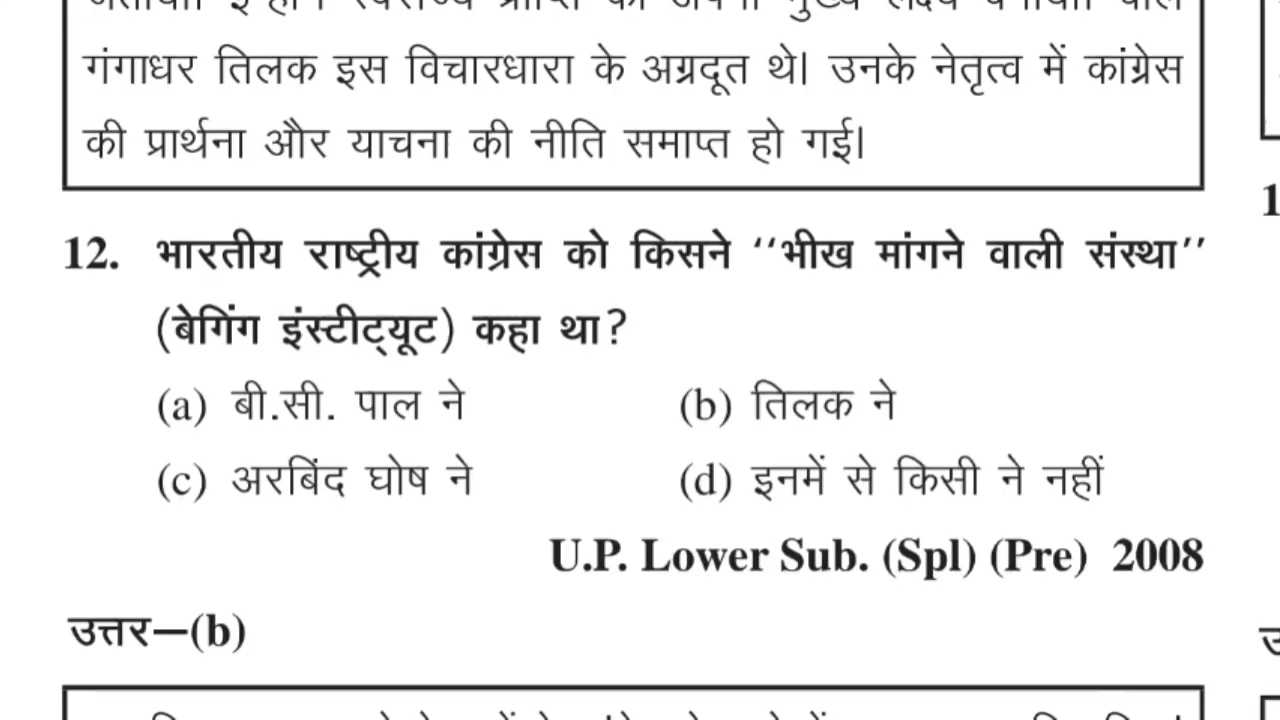 गंगाधर तिलक इस विचारधारा के अग्रदूत थे। उनके नेतृत्व में कांग्रेस
की प्रार्थना और याचना की नीति समाप्त हो गई।
12. भारतीय राष्ट्रीय कांग्रेस को किसने ‘‘भीख मांगने वाली संस्था’’
(बेगिंग इंस्टीट्यूट) कहा था?
(a) बी.सी. पाल ने (b) तिलक ने
(c) अरबिंद घोष ने (d) इनमें से किसी ने नहीं
U.P. Lower Sub. (Spl) (Pre) 2008
उत्तर—(b)